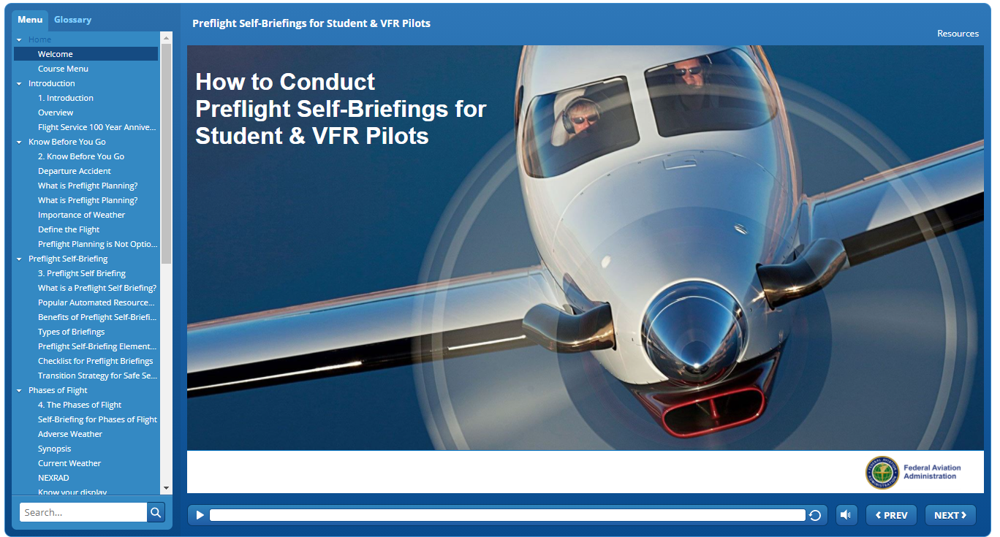 Menu
Glossary
Home
Welcome
Course Menu
Introduction
1. Introduction
Overview
Flight Service 100 Year Annive...
Know Before You Go
2. Know Before You Go
Departure Accident
What is Preflight Planning?
What is Preflight Planning?
Importance of Weather
Define the Flight
Preflight Planning is Not Optio...
Preflight Self-Briefing
3. Preflight Self Briefing
What is a Preflight Self Briefing?
Popular Automated Resource...
Benefits of Preflight Self-Briefi...
Types of Briefings
Preflight Self-Briefing Element...
Checklist for Preflight Briefings
Transition Strategy for Safe Se...
Phases of Flight
4. The Phases of Flight
Self-Briefing for Phases of Flight
Adverse Weather
Synopsis
Current Weather
NEXRAD
Know your display
Search...
Preflight Self-Briefings for Student & VFR Pilots
Resources
How to Conduct
Preflight Self-Briefings for
Student & VFR Pilots
Federal Aviation
Administration
PREV
NEXT